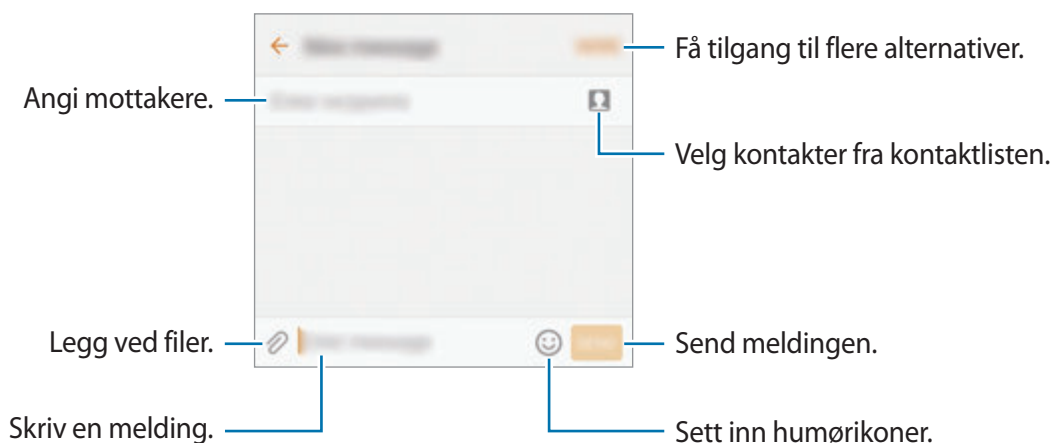 Få tilgang til flere alternativer.
Angi mottakere.
Velg kontakter fra kontaktlisten.
Legg ved filer.
Send meldingen.
Skriv en melding.
Sett inn humørikoner.